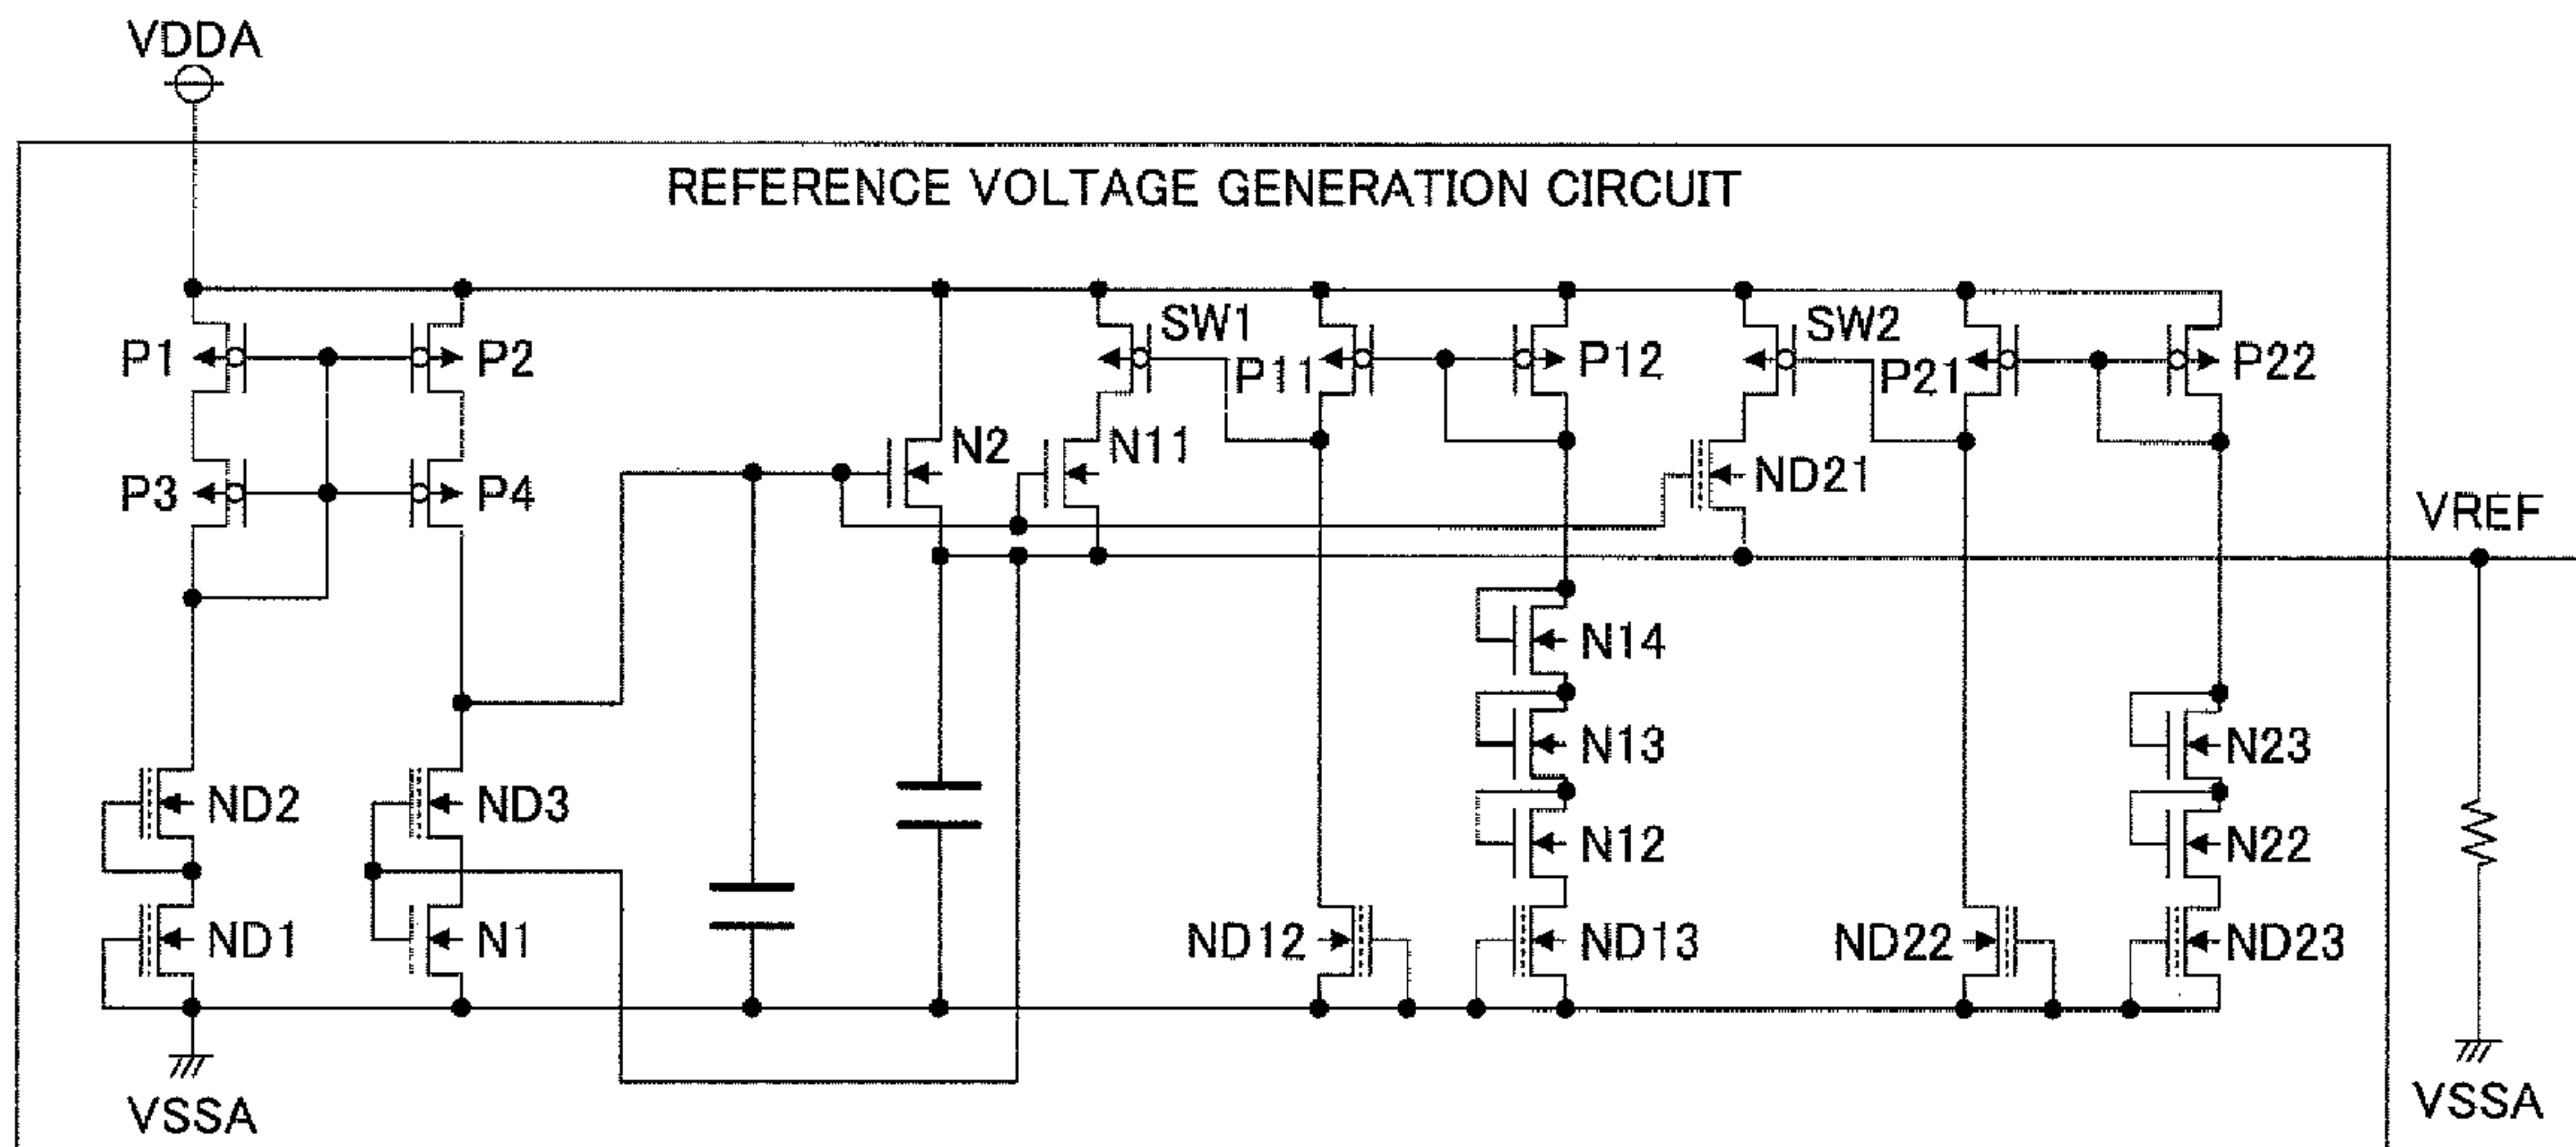 VDDA
REFERENCE VOLTAGE GENERATION CIRCUIT
P1
P2
SW1
P11
P12
SW2
P21
P22
P3
P4
N2
N11
ND21
VREF
N14
N13
N23
ND2
ND3
N12
N22
ND1
N1
ND12
ND13
ND22
ND23
VSSA
VSSA